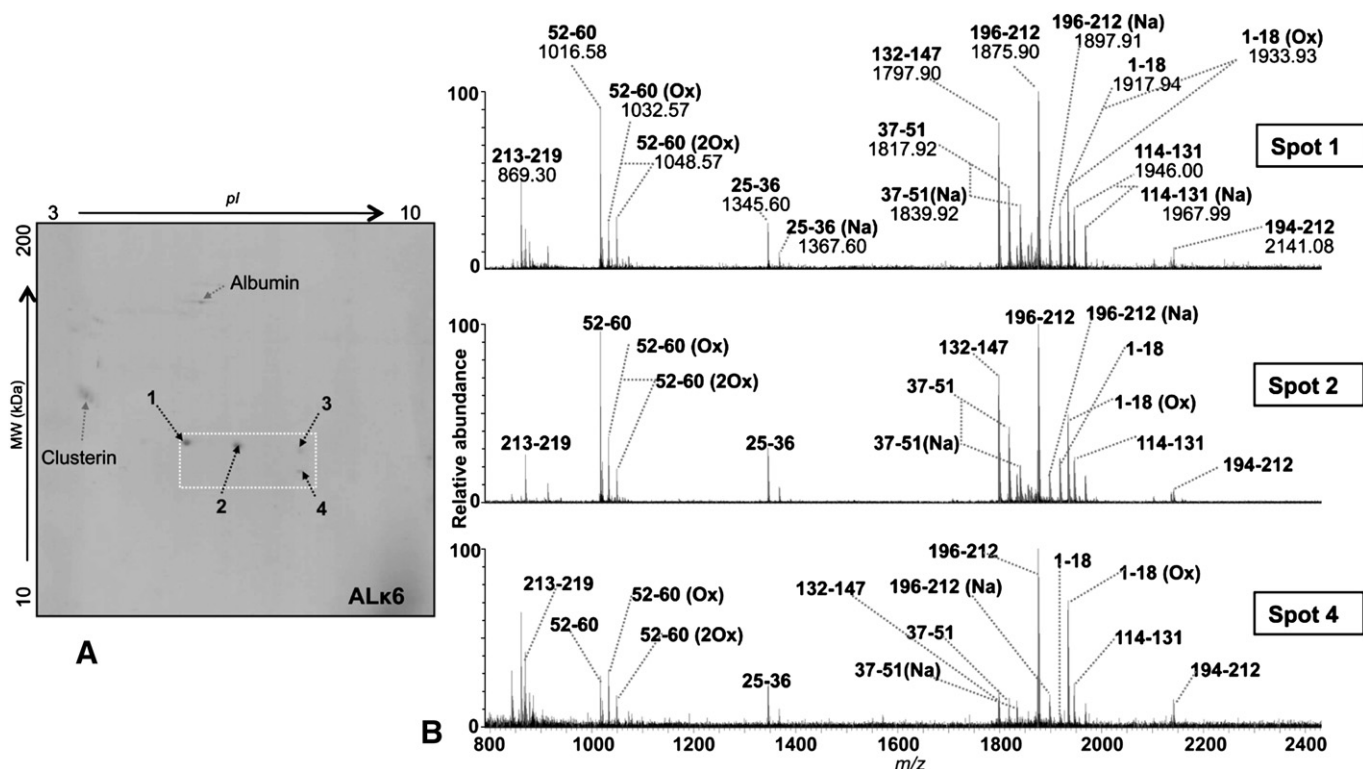 pI
3
10
200
MW (kDa)
10
Albumin
Clusterin
1
2
3
4
ALκ6
A
B
Relative abundance
Spot 1
100
0
213-219
869.30
52-60
1016.58
52-60 (Ox)
1032.57
52-60 (2Ox)
1048.57
25-36
1345.60
25-36 (Na)
1367.60
132-147
1797.90
37-51
1817.92
37-51(Na)
1839.92
196-212
1875.90
196-212 (Na)
1897.91
1-18
1917.94
1-18 (Ox)
1933.93
114-131
1946.00
114-131 (Na)
1967.99
194-212
2141.08
Spot 2
100
0
213-219
52-60
52-60 (Ox)
52-60 (2Ox)
25-36
132-147
37-51
37-51(Na)
196-212
196-212 (Na)
1-18
1-18 (Ox)
114-131
194-212
Spot 4
100
0
213-219
52-60
52-60 (Ox)
52-60 (2Ox)
25-36
132-147
37-51
37-51(Na)
196-212
196-212 (Na)
1-18
1-18 (Ox)
114-131
194-212
800 1000 1200 1400 1600 1800 2000 2200 2400
m/z